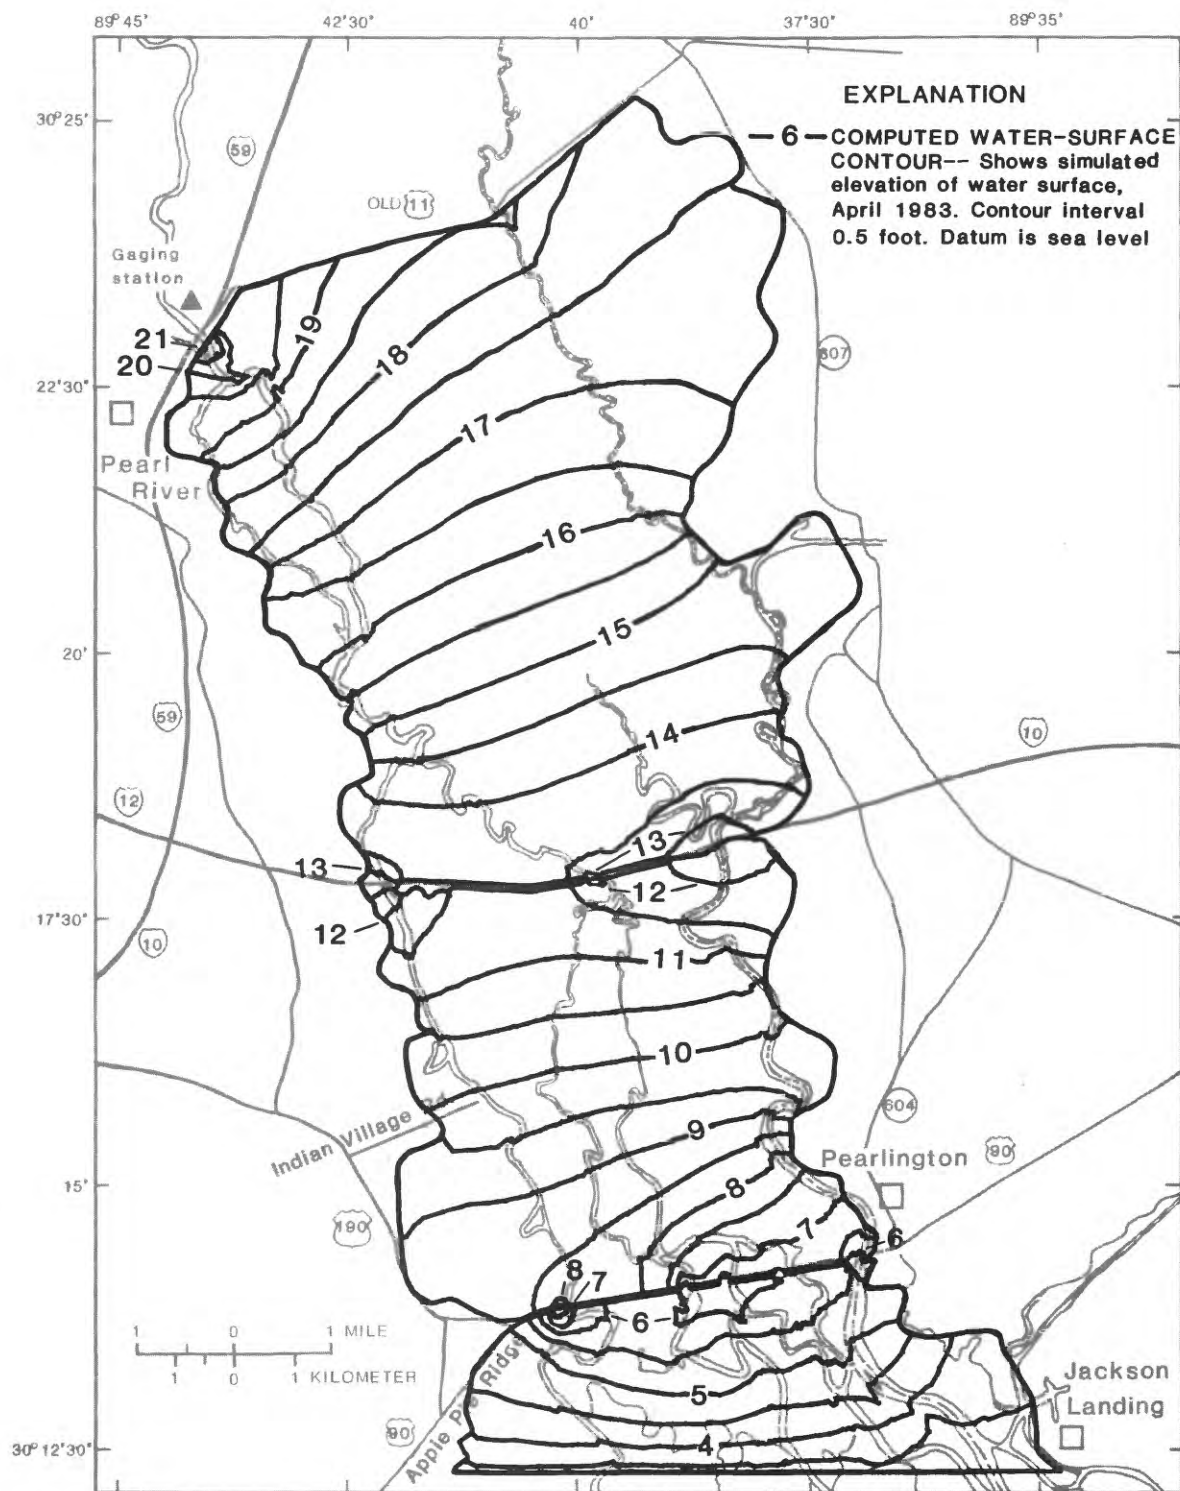 89°45' 42'30" 40' 37'30" 89°35'
30°25'
EXPLANATION
—6— COMPUTED WATER-SURFACE
CONTOUR-- Shows simulated
elevation of water surface,
April 1983. Contour interval
0.5 foot. Datum is sea level
59
OLD 11
Gaging
station
21
20
19
18
607
22'30"
17
Pearl
River
16
15
20'
59
14
10
12
13
13
12
12
17'30"
10
11
10
Indian Village
604
9
Pearlington
90
8
15'
190
7
6
8
7
6
1 0 1 MILE
1 0 1 KILOMETER
5
Jackson
Landing
Apple Pie Ridge
90
4
30°12'30"